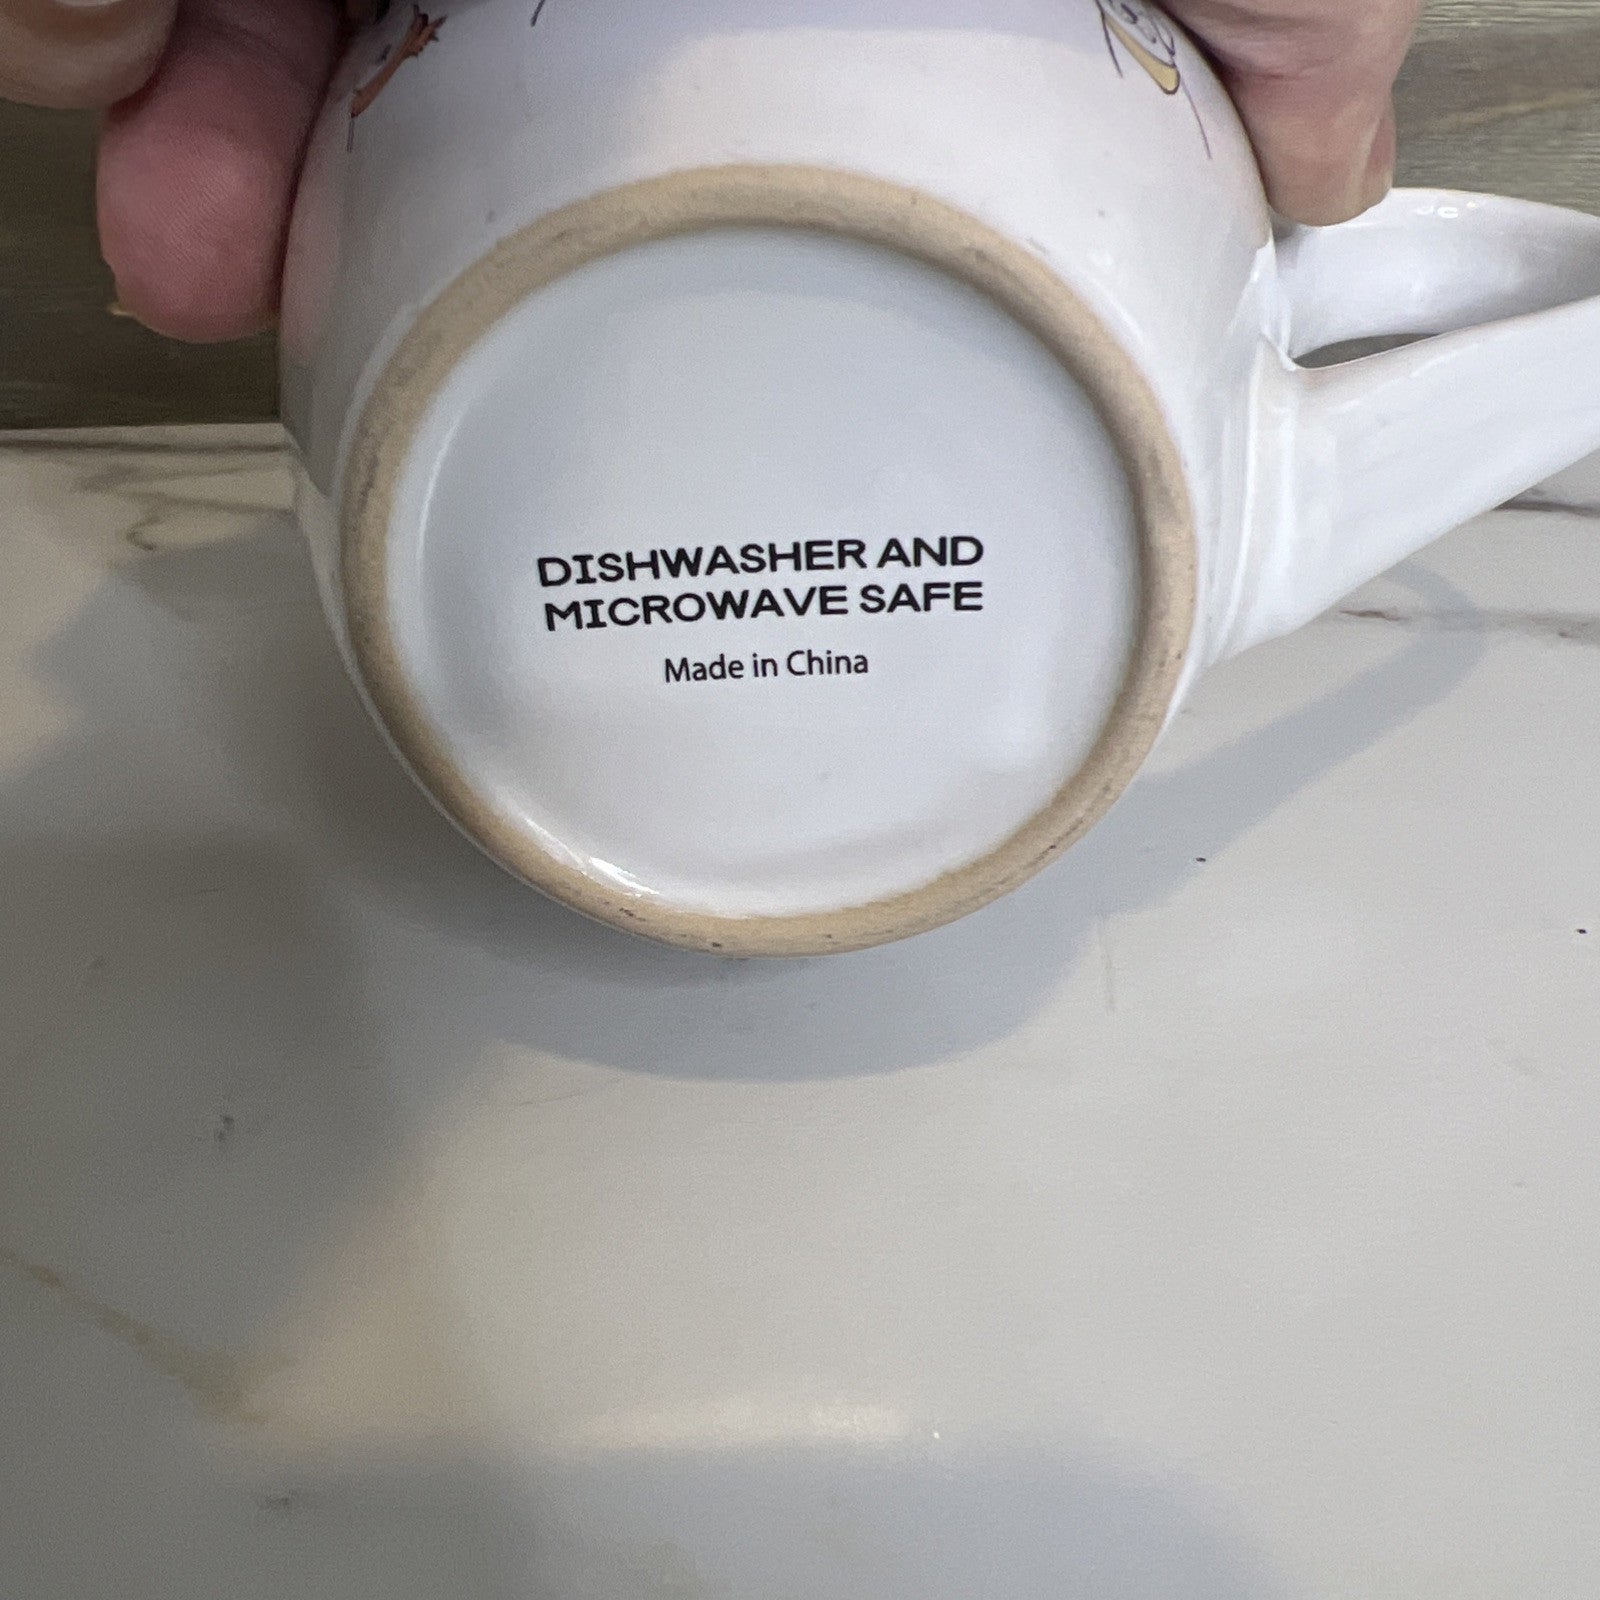 DISHWASHER AND
MICROWAVE SAFE
Made in China